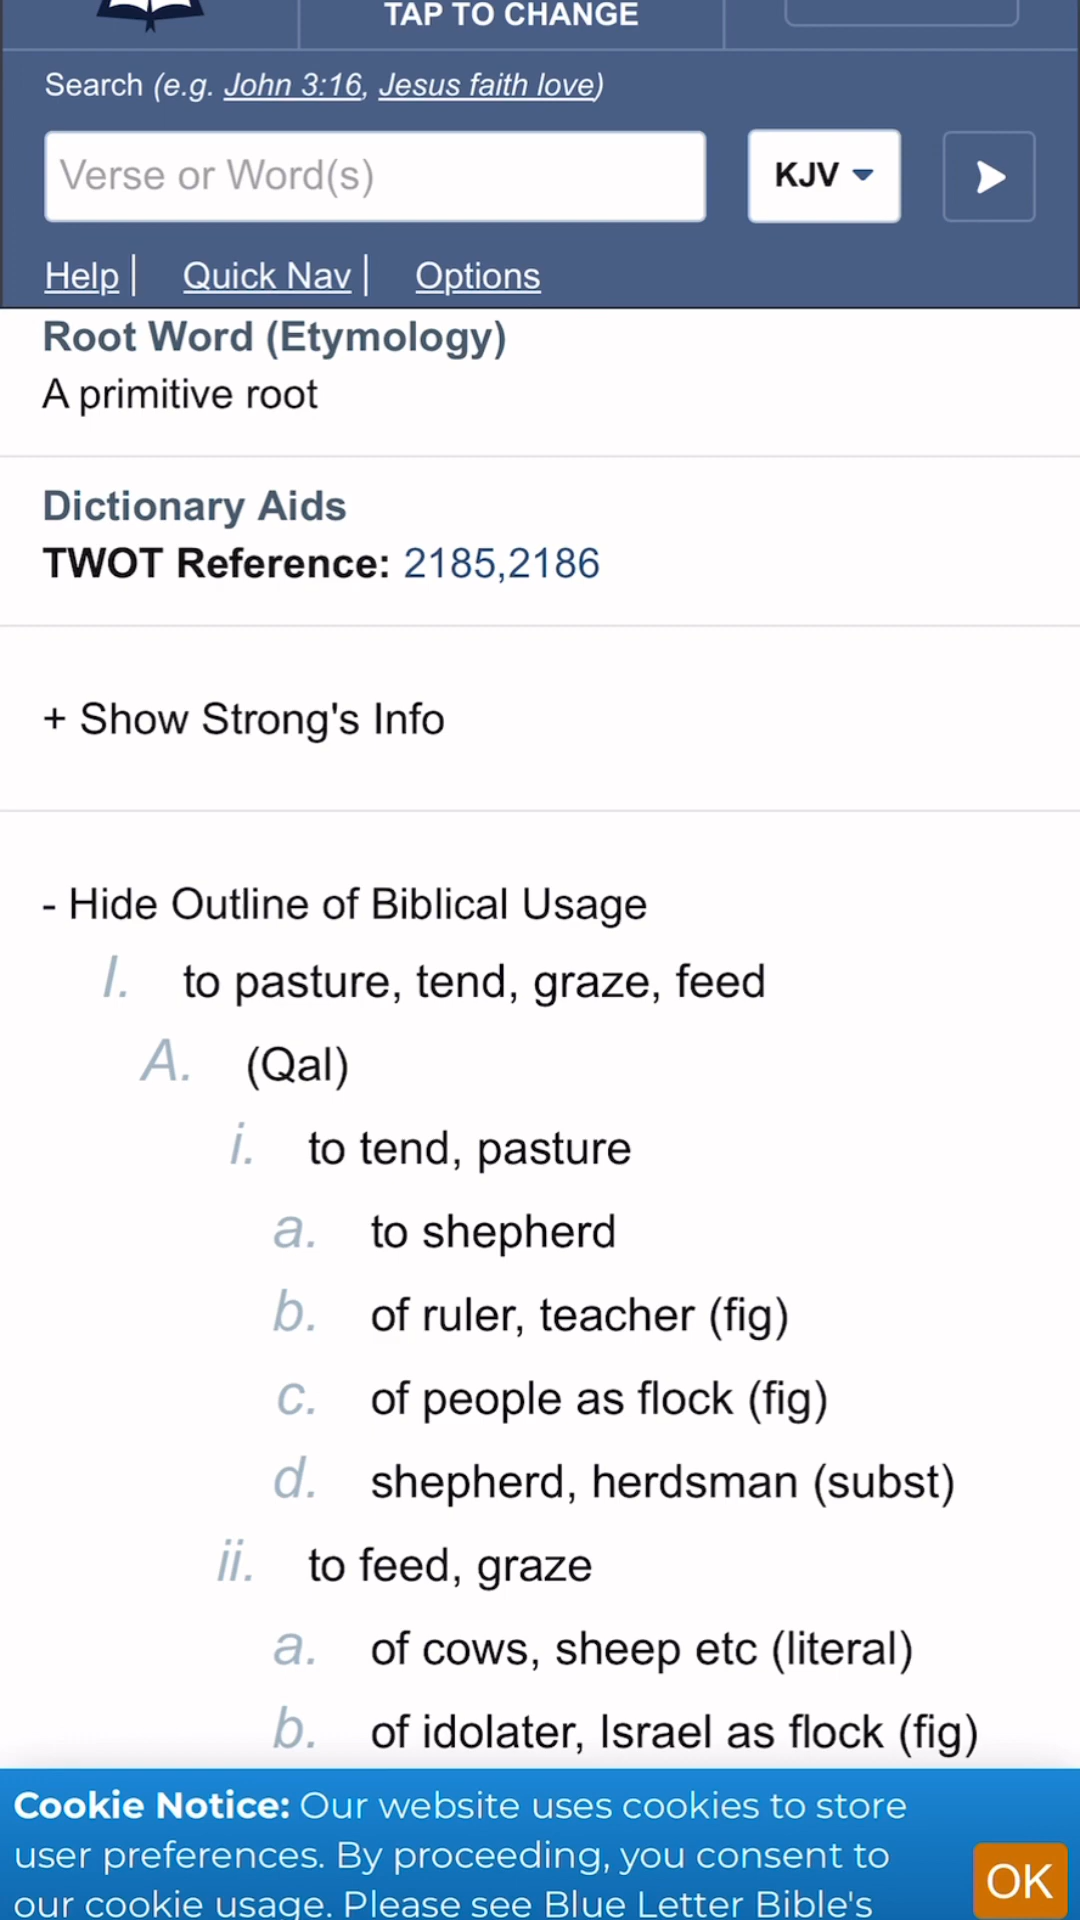 TAP TO CHANGE
Search (e.g. John 3:16, Jesus faith love)
Verse or Word(s)
KJV
Help | Quick Nav | Options
Root Word (Etymology)
A primitive root
Dictionary Aids
TWOT Reference: 2185,2186
+ Show Strong's Info
- Hide Outline of Biblical Usage
I. to pasture, tend, graze, feed
A. (Qal)
i. to tend, pasture
a. to shepherd
b. of ruler, teacher (fig)
c. of people as flock (fig)
d. shepherd, herdsman (subst)
ii. to feed, graze
a. of cows, sheep etc (literal)
b. of idolater, Israel as flock (fig)
Cookie Notice: Our website uses cookies to store
user preferences. By proceeding, you consent to
our cookie usage. Please see Blue Letter Bible's
OK